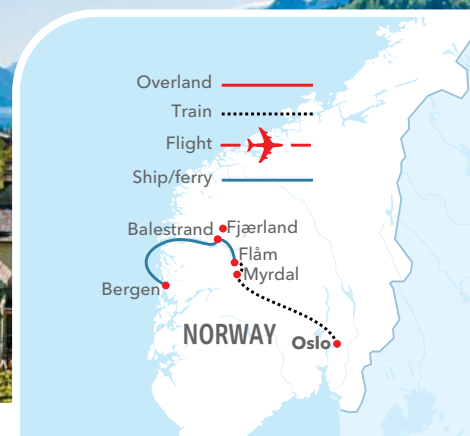 Overland
Train
Flight
Ship/ferry
Balestrand
Fjærland
Flåm
Myrdal
Bergen
NORWAY
Oslo